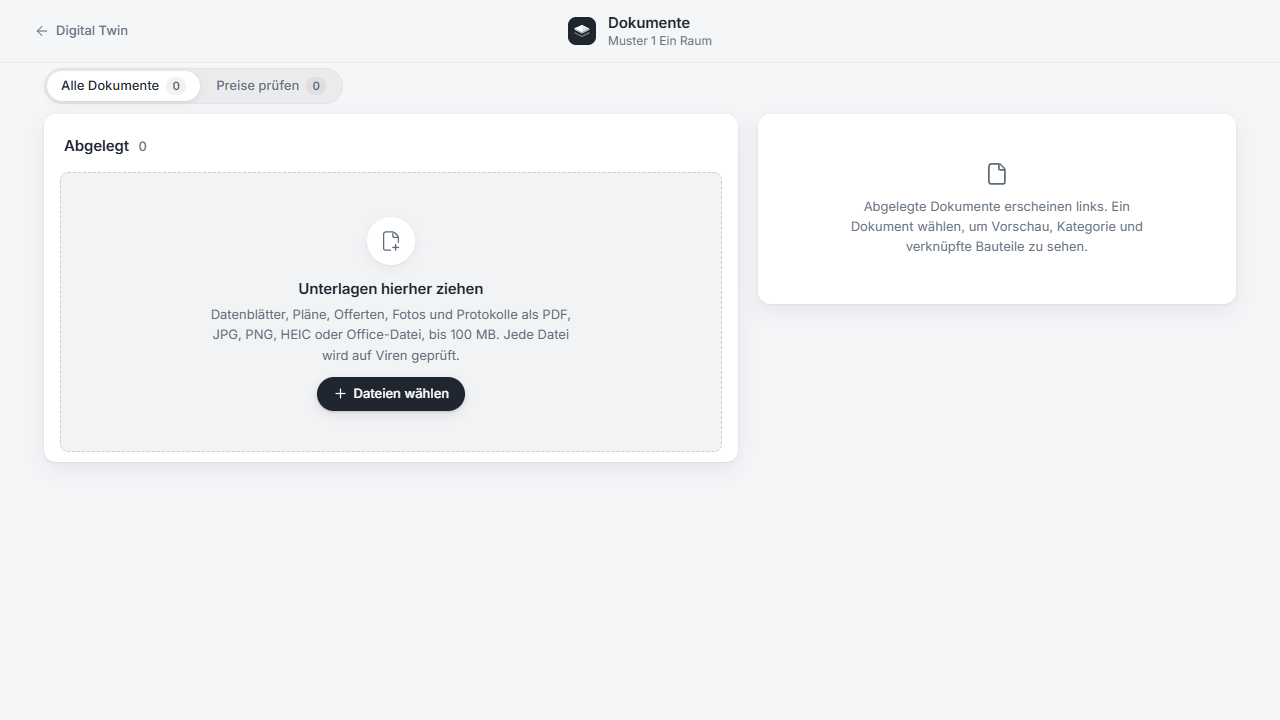 Digital Twin
Dokumente
Muster 1 Ein Raum
Alle Dokumente 0
Preise prüfen 0
Abgelegt 0
Unterlagen hierher ziehen
Datenblätter, Pläne, Offerten, Fotos und Protokolle als PDF,
JPG, PNG, HEIC oder Office-Datei, bis 100 MB. Jede Datei
wird auf Viren geprüft.
Dateien wählen
Abgelegte Dokumente erscheinen links. Ein
Dokument wählen, um Vorschau, Kategorie und
verknüpfte Bauteile zu sehen.